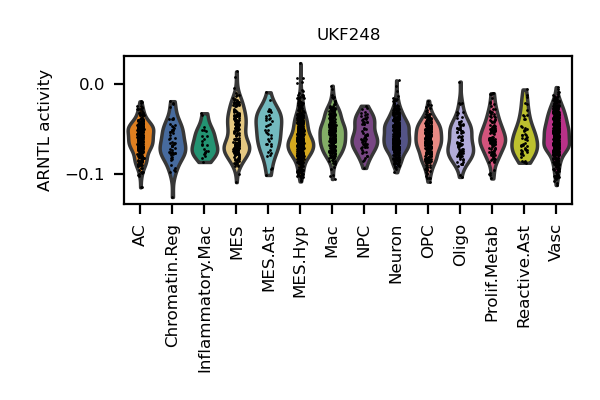 UKF248
ARNTL activity
0.0
−0.1
AC
Chromatin.Reg
Inflammatory.Mac
MES
MES.Ast
MES.Hyp
Mac
NPC
Neuron
OPC
Oligo
Prolif.Metab
Reactive.Ast
Vasc